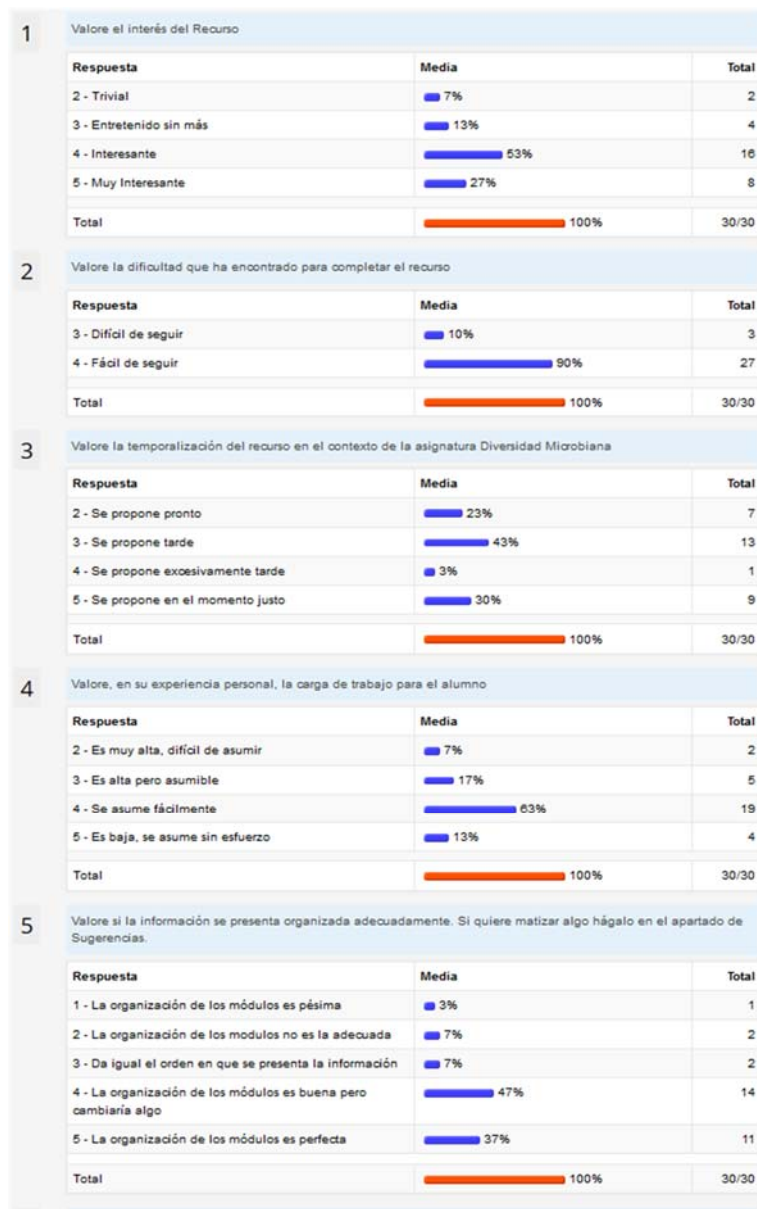 1
Valore el interés del Recurso
Respuesta Media Total
2 - Trivial 7% 2
3 - Entretenido sin más 13% 4
4 - Interesante 53% 16
5 - Muy Interesante 27% 8
Total 100% 30/30
2
Valore la dificultad que ha encontrado para completar el recurso
Respuesta Media Total
3 - Difícil de seguir 10% 3
4 - Fácil de seguir 90% 27
Total 100% 30/30
3
Valore la temporalización del recurso en el contexto de la asignatura Diversidad Microbiana
Respuesta Media Total
2 - Se propone pronto 23% 7
3 - Se propone tarde 43% 13
4 - Se propone excesivamente tarde 3% 1
5 - Se propone en el momento justo 30% 9
Total 100% 30/30
4
Valore, en su experiencia personal, la carga de trabajo para el alumno
Respuesta Media Total
2 - Es muy alta, difícil de asumir 7% 2
3 - Es alta pero asumible 17% 5
4 - Se asume fácilmente 63% 19
5 - Es baja, se asume sin esfuerzo 13% 4
Total 100% 30/30
5
Valore si la información se presenta organizada adecuadamente. Si quiere matizar algo hágalo en el apartado de
Sugerencias.
Respuesta Media Total
1 - La organización de los módulos es pésima 3% 1
2 - La organización de los modulos no es la adecuada 7% 2
3 - Da igual el orden en que se presenta la información 7% 2
4 - La organización de los módulos es buena pero 47% 14
cambiaría algo
5 - La organización de los módulos es perfecta 37% 11
Total 100% 30/30